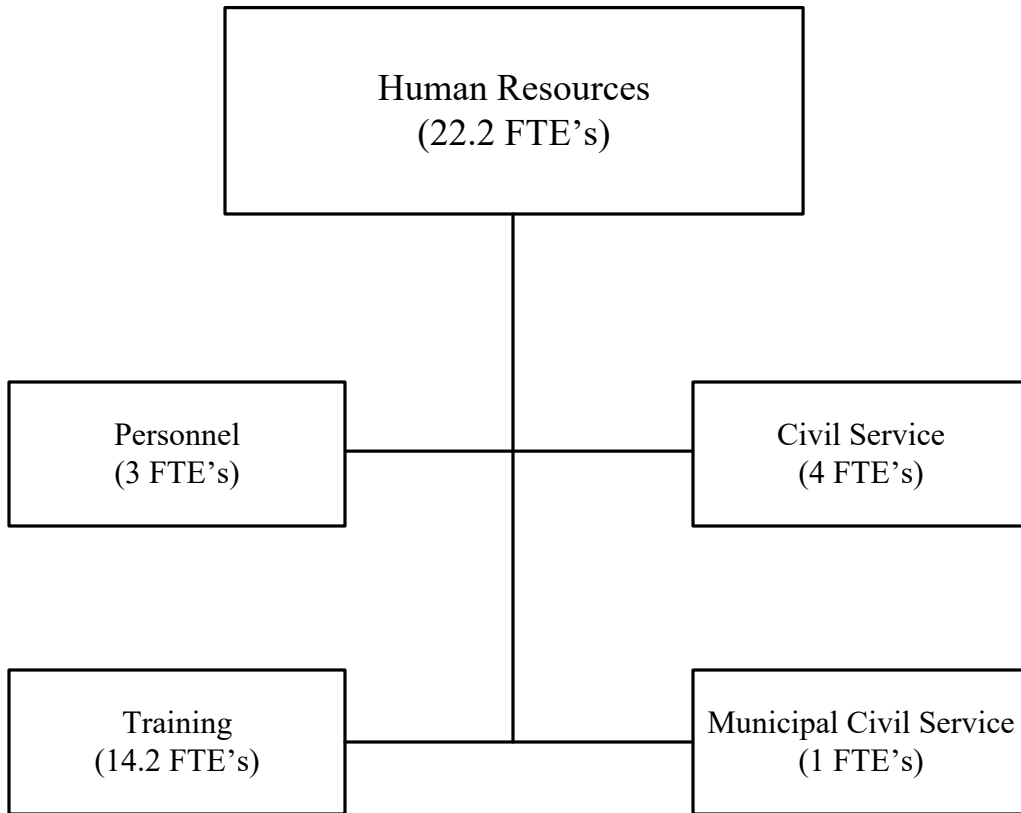 Human Resources
(22.2 FTE’s)
Personnel
(3 FTE’s)
Civil Service
(4 FTE’s)
Training
(14.2 FTE’s)
Municipal Civil Service
(1 FTE’s)